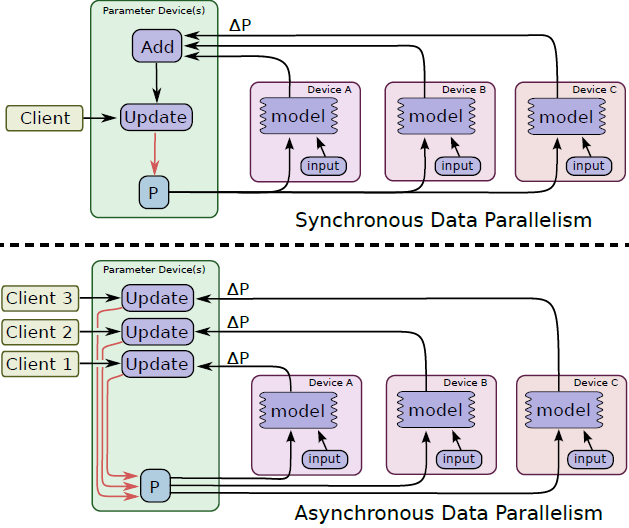 Parameter Device(s)
ΔP
Add
Device A
Device B
Device C
Client
Update
model
model
model
input
input
input
P
Synchronous Data Parallelism
Parameter Device(s)
Client 3
Update
ΔP
Client 2
Update
ΔP
Client 1
Update
ΔP
Device A
Device B
Device C
model
model
model
input
input
input
P
Asynchronous Data Parallelism